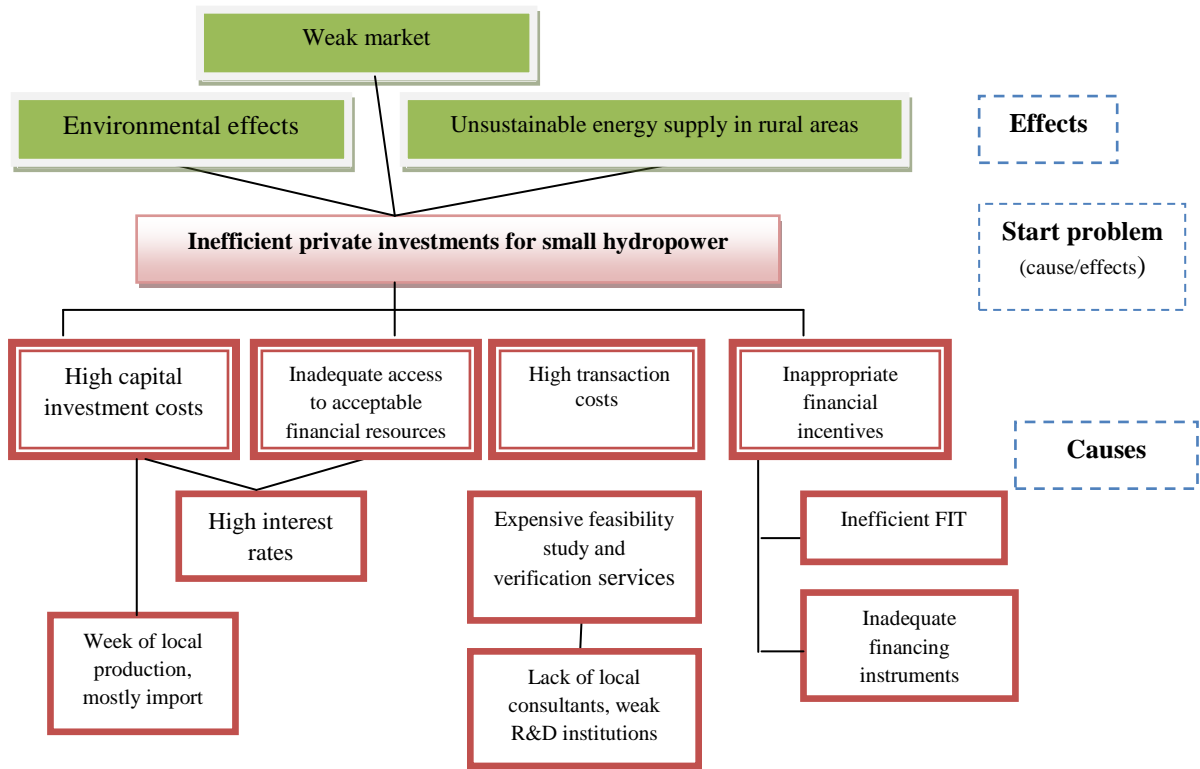 Weak market
Environmental effects
Unsustainable energy supply in rural areas
Effects
Inefficient private investments for small hydropower
Start problem
(cause/effects)
High capital
investment costs
Inadequate access
to acceptable
financial resources
High transaction
costs
Inappropriate
financial
incentives
Causes
High interest
rates
Expensive feasibility
study and
verification services
Inefficient FIT
Week of local
production,
mostly import
Lack of local
consultants, weak
R&D institutions
Inadequate
financing
instruments